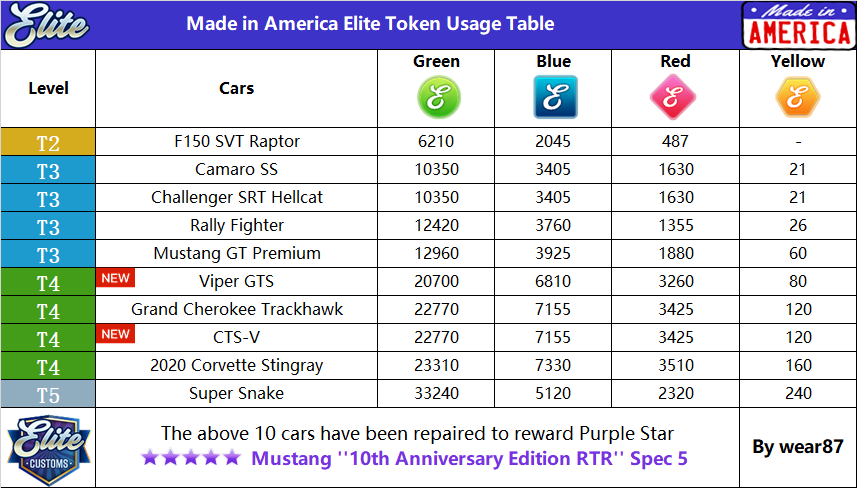 Elite
Made in America Elite Token Usage Table
Made in
AMERICA
Level Cars Green Blue Red Yellow
E E E E
T2 F150 SVT Raptor 6210 2045 487 -
T3 Camaro SS 10350 3405 1630 21
T3 Challenger SRT Hellcat 10350 3405 1630 21
T3 Rally Fighter 12420 3760 1355 26
T3 Mustang GT Premium 12960 3925 1880 60
T4 NEW Viper GTS 20700 6810 3260 80
T4 Grand Cherokee Trackhawk 22770 7155 3425 120
T4 NEW CTS-V 22770 7155 3425 120
T4 2020 Corvette Stingray 23310 7330 3510 160
T5 Super Snake 33240 5120 2320 240
Elite
CUSTOMS
The above 10 cars have been repaired to reward Purple Star
Mustang ''10th Anniversary Edition RTR'' Spec 5
By wear87